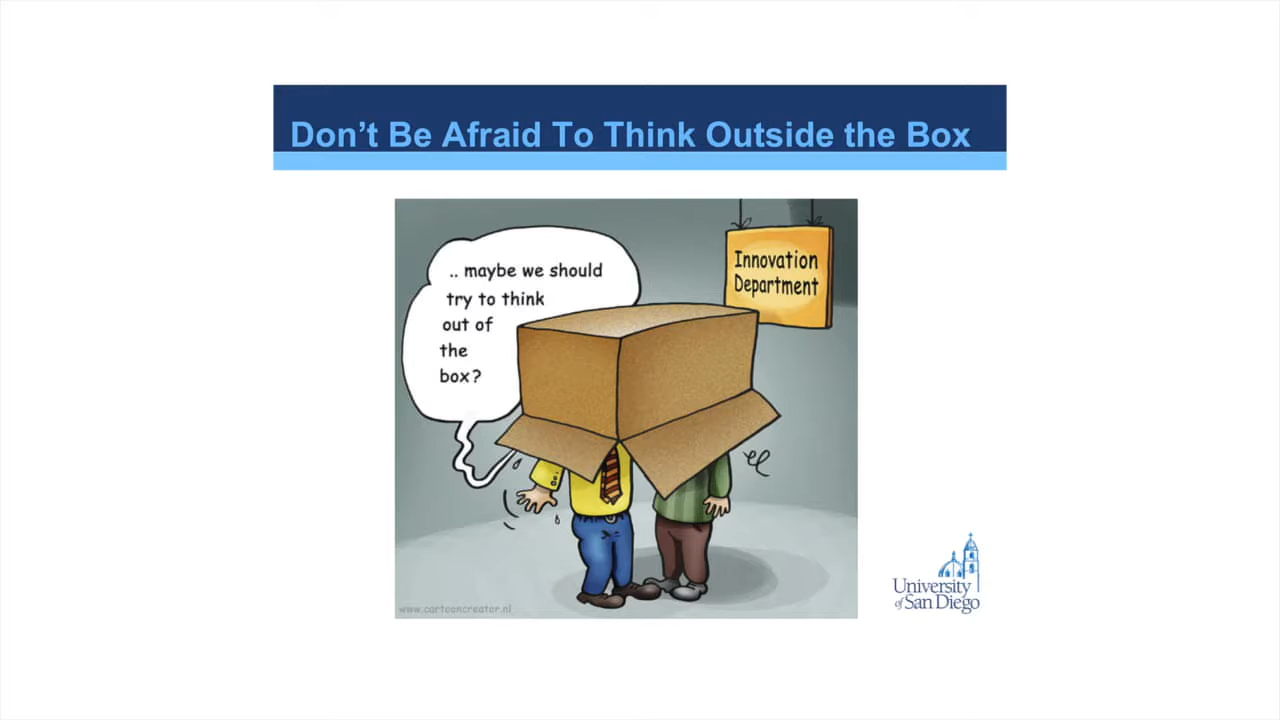 Don't Be Afraid To Think Outside the Box
.. maybe we should
try to think
out of
the
box?
Innovation
Department
www.cartooncreator.nl
University
of San Diego